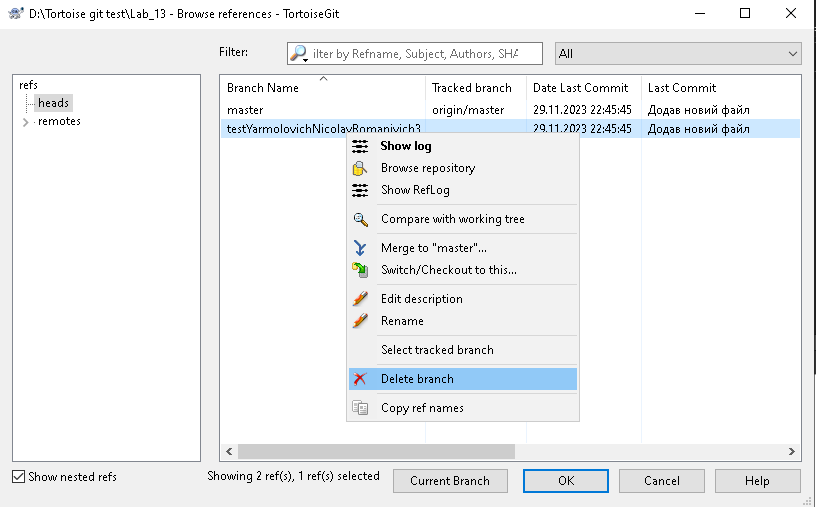 D:\Tortoise git test\Lab_13 - Browse references - TortoiseGit
Filter:
ilter by Refname, Subject, Authors, SHA
All
refs
heads
remotes
Branch Name
Tracked branch
Date Last Commit
Last Commit
master
origin/master
29.11.2023 22:45:45
Додав новий файл
testYarmolovichNicolayRomanivich3
29.11.2023 22:45:45
Додав новий файл
Show log
Browse repository
Show RefLog
Compare with working tree
Merge to "master"...
Switch/Checkout to this...
Edit description
Rename
Select tracked branch
Delete branch
Copy ref names
Show nested refs
Showing 2 ref(s), 1 ref(s) selected
Current Branch
OK
Cancel
Help